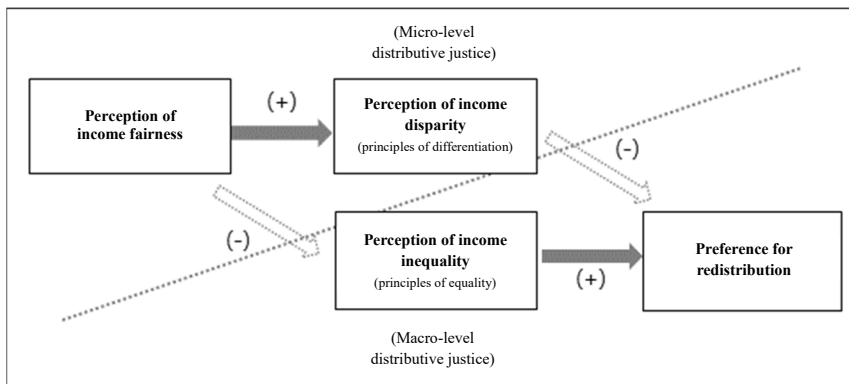 (Micro-level
distributive justice)
Perception of
income fairness
(+)
Perception of income
disparity
(principles of differentiation)
(-)
(-)
Perception of income
inequality
(principles of equality)
(+)
Preference for
redistribution
(Macro-level
distributive justice)